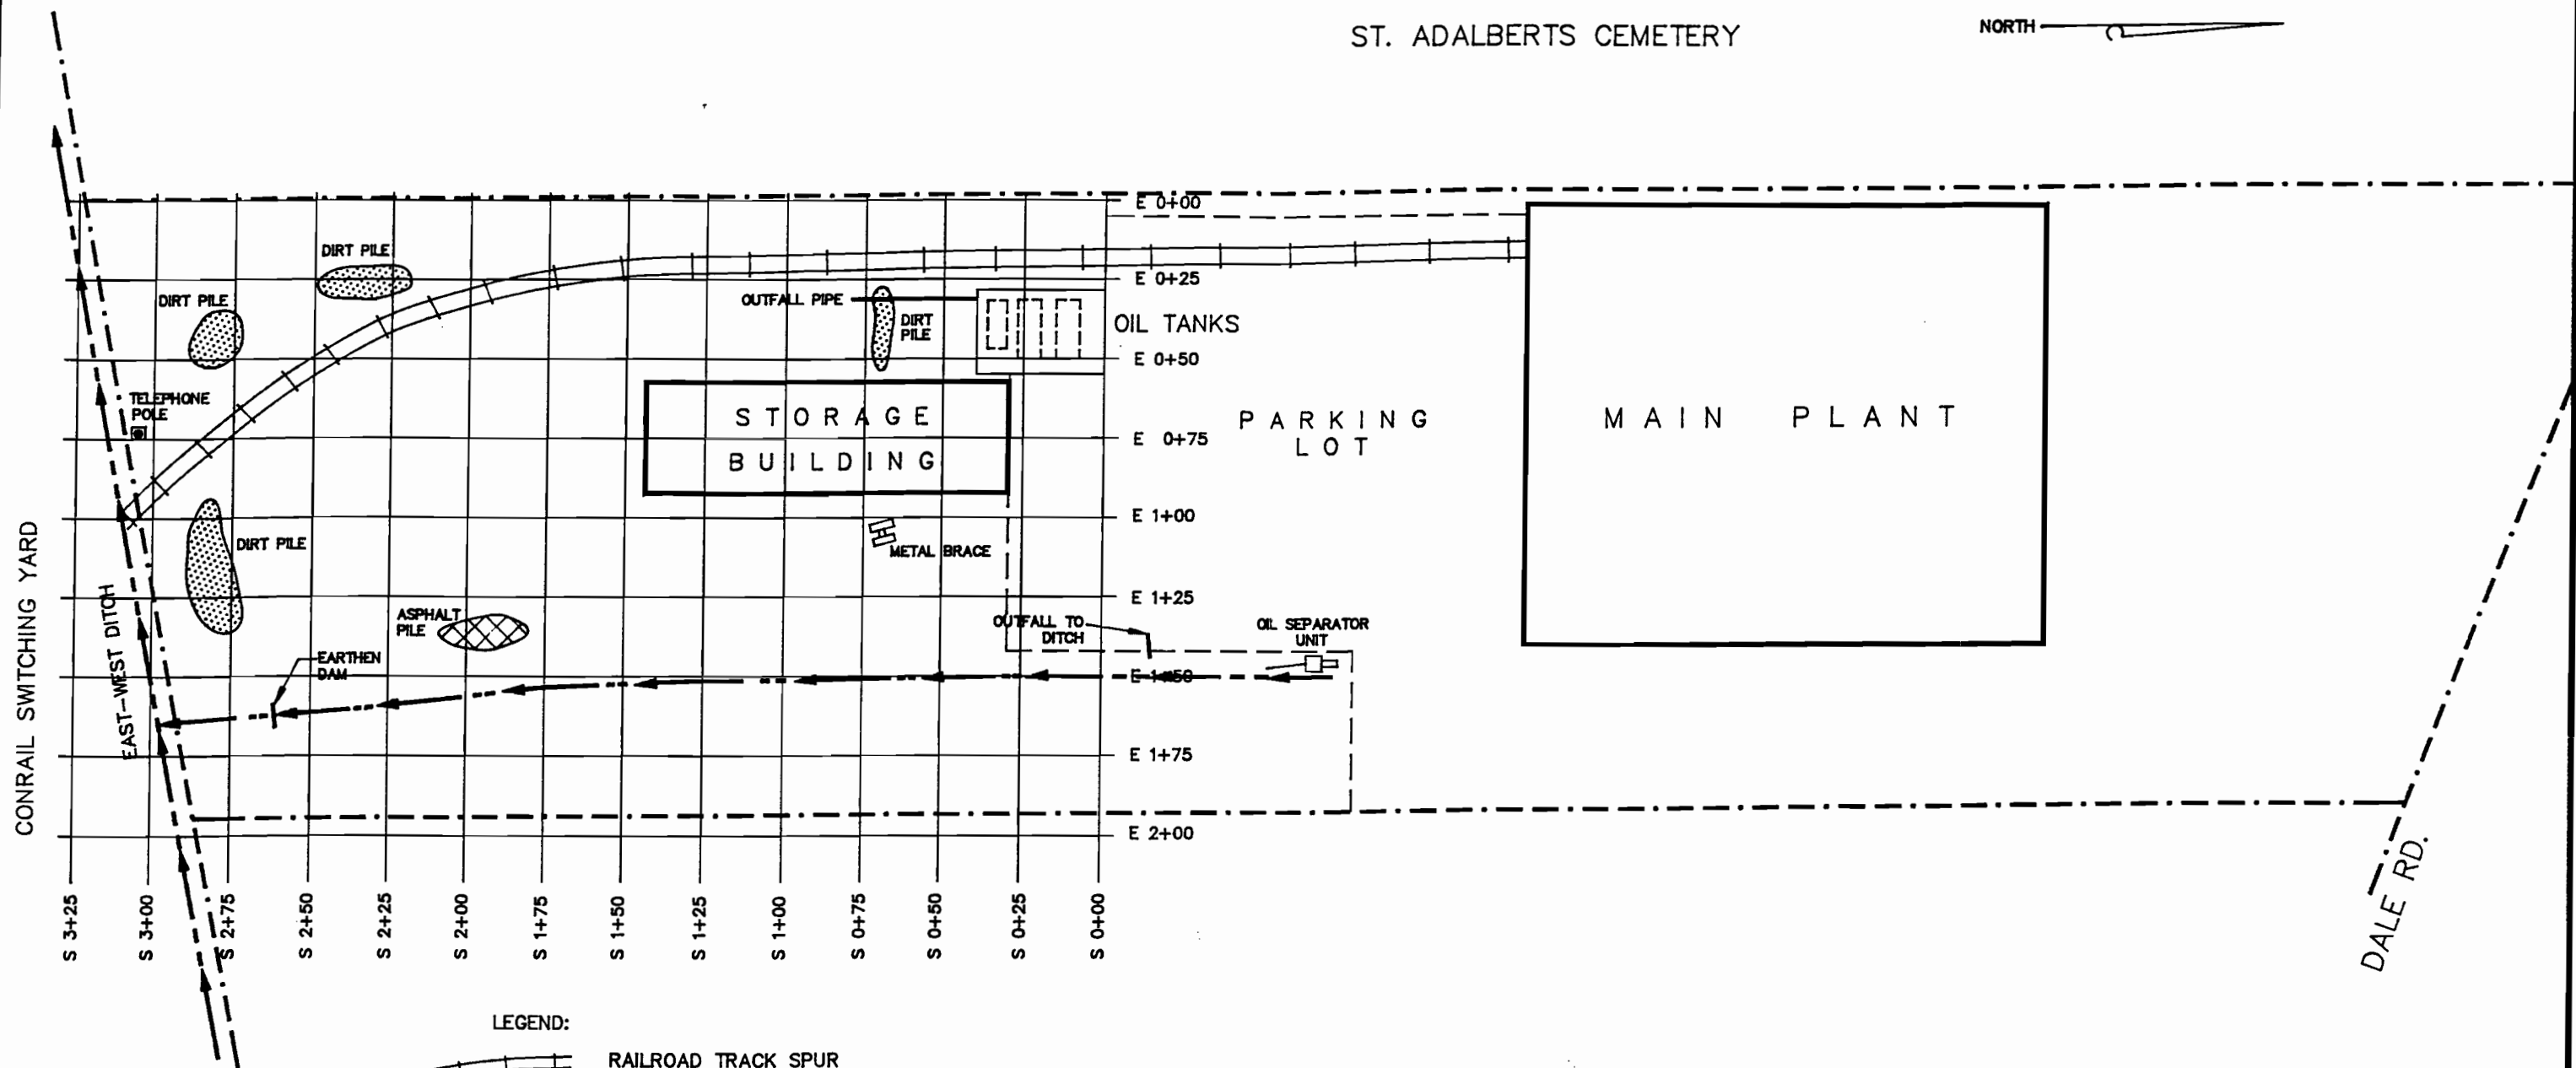 ST. ADALBERTS CEMETERY
NORTH
E 0+00
DIRT PILE
E 0+25
DIRT PILE
OUTFALL PIPE
DIRT
PILE
OIL TANKS
E 0+50
TELEPHONE
POLE
STORAGE
BUILDING
E 0+75
PARKING
LOT
MAIN PLANT
E 1+00
CONRAIL SWITCHING YARD
EAST-WEST DITCH
DIRT PILE
METAL BRACE
E 1+25
ASPHALT
PILE
OUTFALL TO
DITCH
OIL SEPARATOR
UNIT
EARTHEN
DAM
E 1+50
E 1+75
E 2+00
DALE RD.
S 3+25
S 3+00
S 2+75
S 2+50
S 2+25
S 2+00
S 1+75
S 1+50
S 1+25
S 1+00
S 0+75
S 0+50
S 0+25
S 0+00
LEGEND:
RAILROAD TRACK SPUR